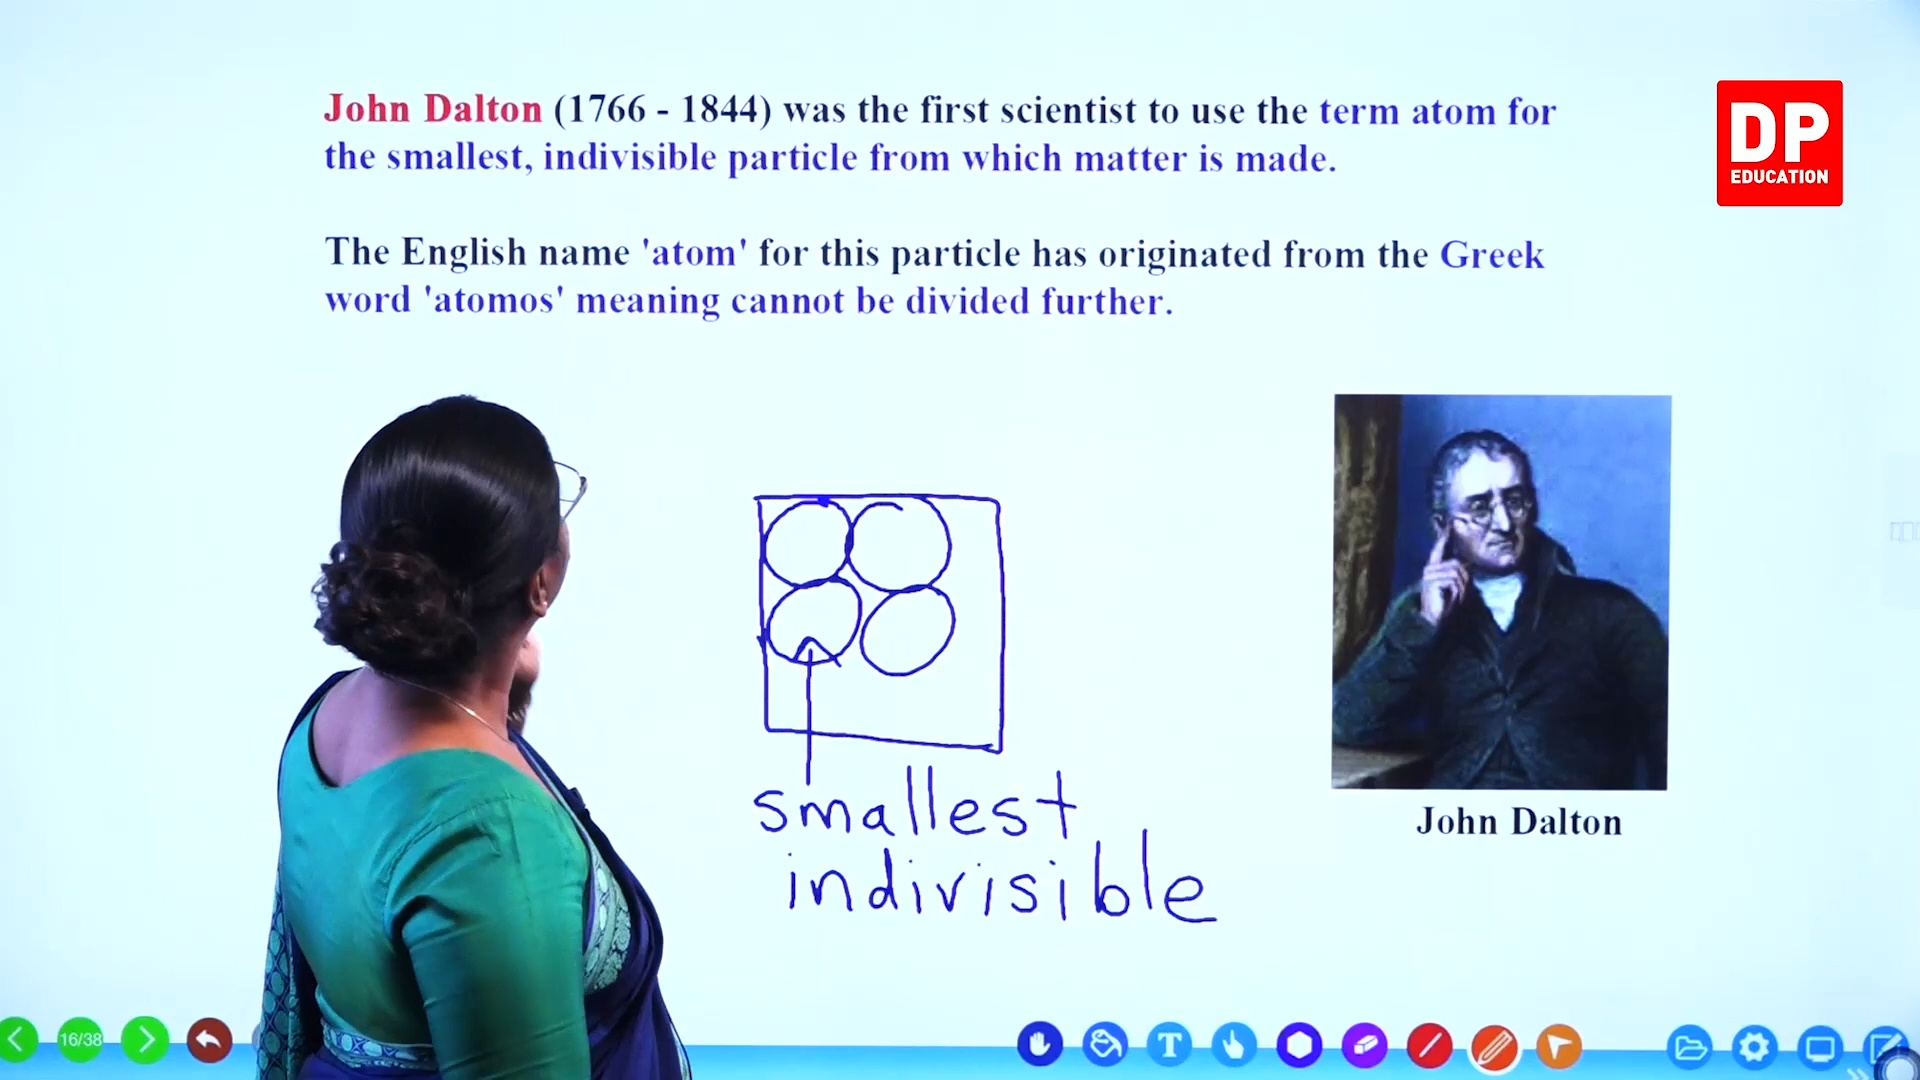 John Dalton (1766 - 1844) was the first scientist to use the term atom for
the smallest, indivisible particle from which matter is made.
The English name 'atom' for this particle has originated from the Greek
word 'atomos' meaning cannot be divided further.
DP
EDUCATION
smallest
indivisible
John Dalton
16/38
T